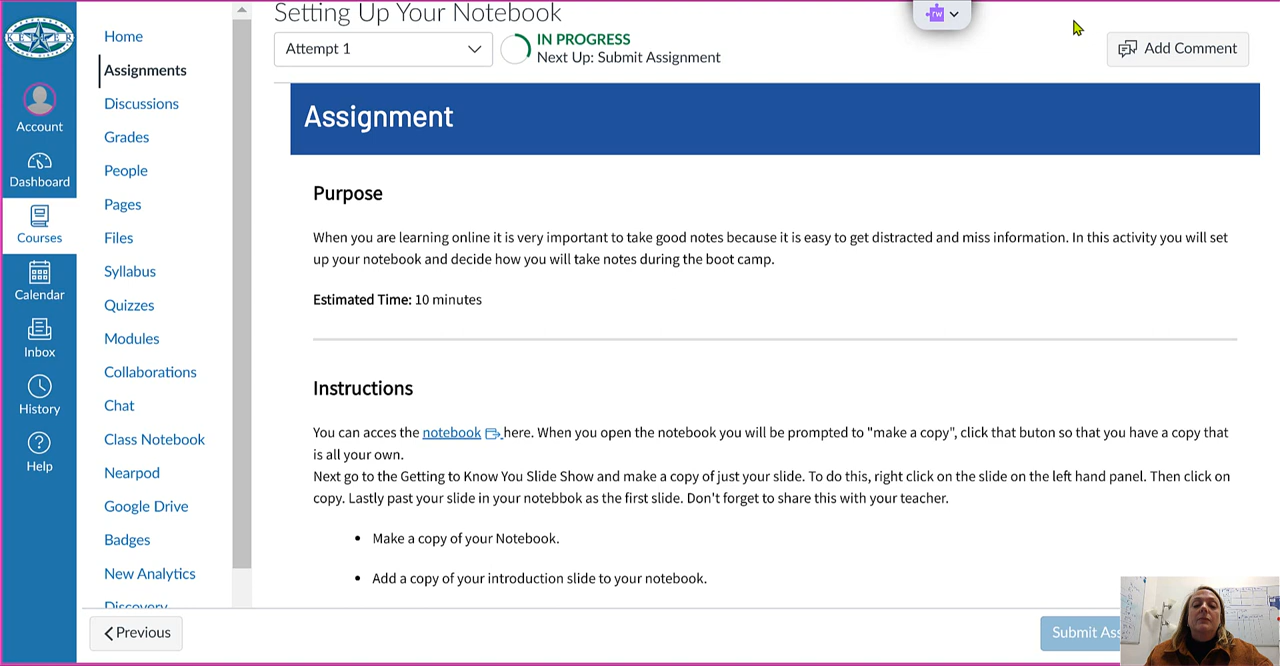 Setting Up Your Notebook
rw
Attempt 1
IN PROGRESS
Next Up: Submit Assignment
Add Comment
KELLER
Account
Dashboard
Courses
Calendar
Inbox
History
Help
Home
Assignments
Discussions
Grades
People
Pages
Files
Syllabus
Quizzes
Modules
Collaborations
Chat
Class Notebook
Nearpod
Google Drive
Badges
New Analytics
Discovery
Assignment
Purpose
When you are learning online it is very important to take good notes because it is easy to get distracted and miss information. In this activity you will set
up your notebook and decide how you will take notes during the boot camp.
Estimated Time: 10 minutes
Instructions
You can acces the notebook here. When you open the notebook you will be prompted to "make a copy", click that buton so that you have a copy that
is all your own.
Next go to the Getting to Know You Slide Show and make a copy of just your slide. To do this, right click on the slide on the left hand panel. Then click on
copy. Lastly past your slide in your notebbok as the first slide. Don't forget to share this with your teacher.
• Make a copy of your Notebook.
• Add a copy of your introduction slide to your notebook.
Previous
Submit Ass